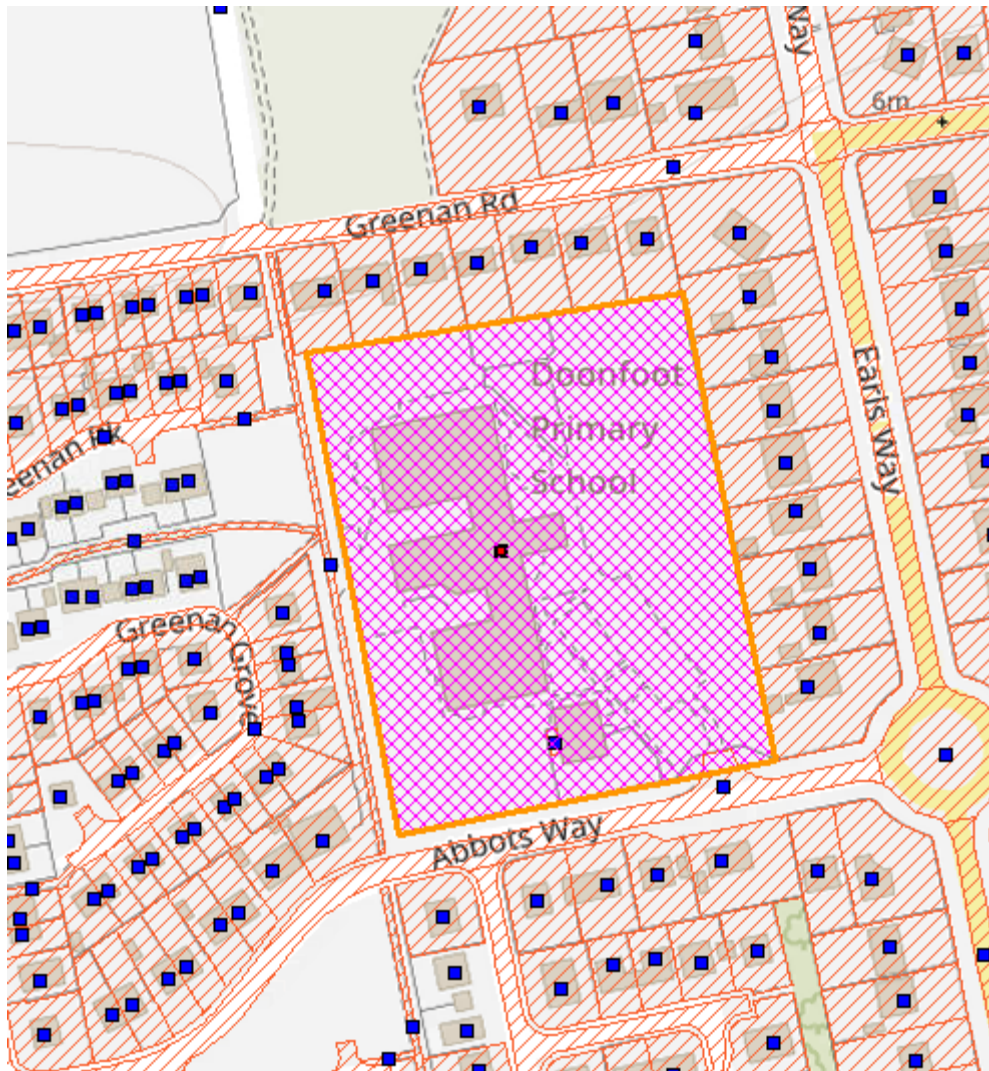 Way
6m
Greenan Rd
Doonfoot
Primary
School
Earls Way
eenan Pk
Greenan Grove
Abbots Way